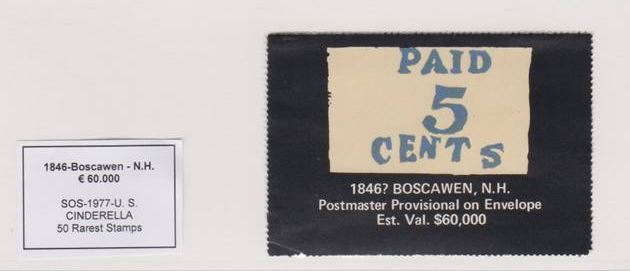 1846-Boscawen - N.H.
€ 60.000
SOS-1977-U. S.
CINDERELLA
50 Rarest Stamps
PAID
5
CENTS
1846? BOSCAWEN, N.H.
Postmaster Provisional on Envelope
Est. Val. $60,000